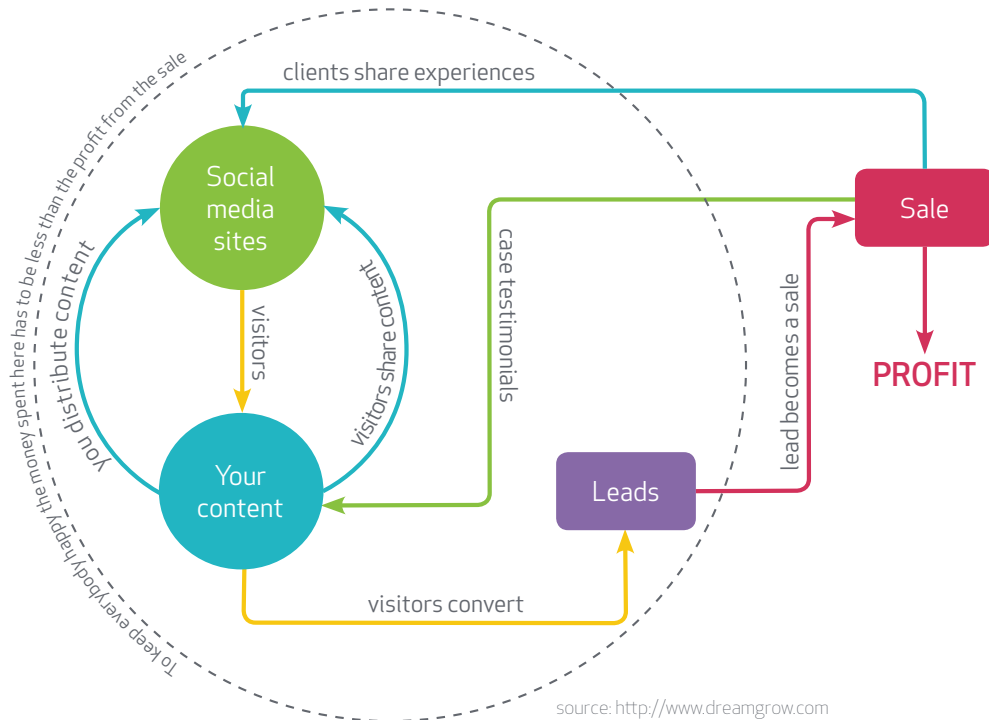 clients share experiences
Social
media
sites
Sale
To keep everybody happy the money spent here has to be less than the profit from the sale
you distribute content
visitors
visitors share content
case testimonials
lead becomes a sale
PROFIT
Your
content
Leads
visitors convert
source: http://www.dreamgrow.com